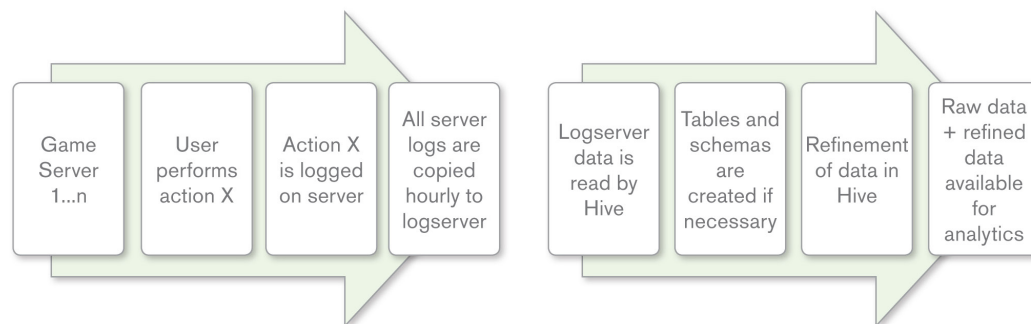 Game
Server
1...n
User
performs
action X
Action X
is logged
on server
All server
logs are
copied
hourly to
logserver
Logserver
data is
read by
Hive
Tables and
schemas
are
created if
necessary
Refinement
of data in
Hive
Raw data
+ refined
data
available
for
analytics